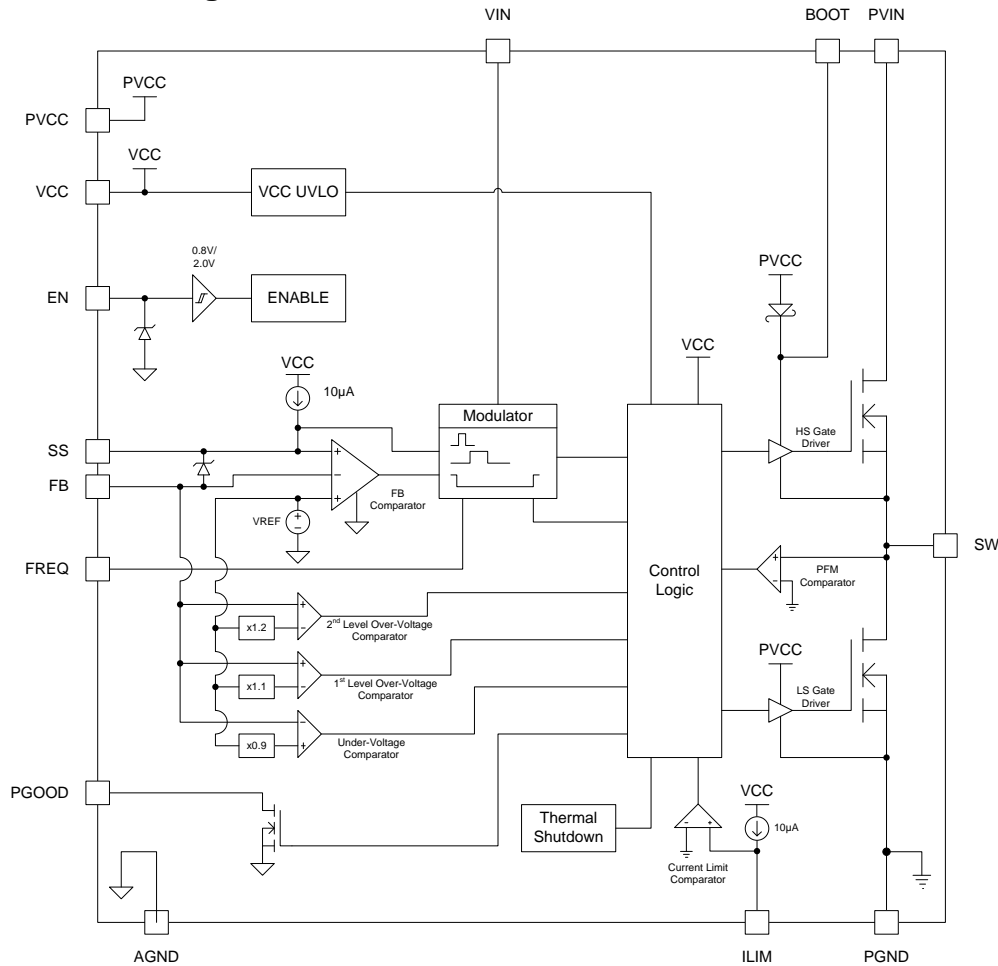 VIN
BOOT
PVIN
PVCC
PVCC
VCC
VCC
VCC UVLO
0.8V/
2.0V
PVCC
EN
ENABLE
VCC
VCC
10µA
Modulator
SS
HS Gate
Driver
FB
FB
Comparator
VREF
SW
FREQ
Control
Logic
PFM
Comparator
x1.2
2nd Level Over-Voltage
Comparator
PVCC
x1.1
1st Level Over-Voltage
Comparator
LS Gate
Driver
x0.9
Under-Voltage
Comparator
PGOOD
VCC
Thermal
Shutdown
10µA
Current Limit
Comparator
AGND
ILIM
PGND